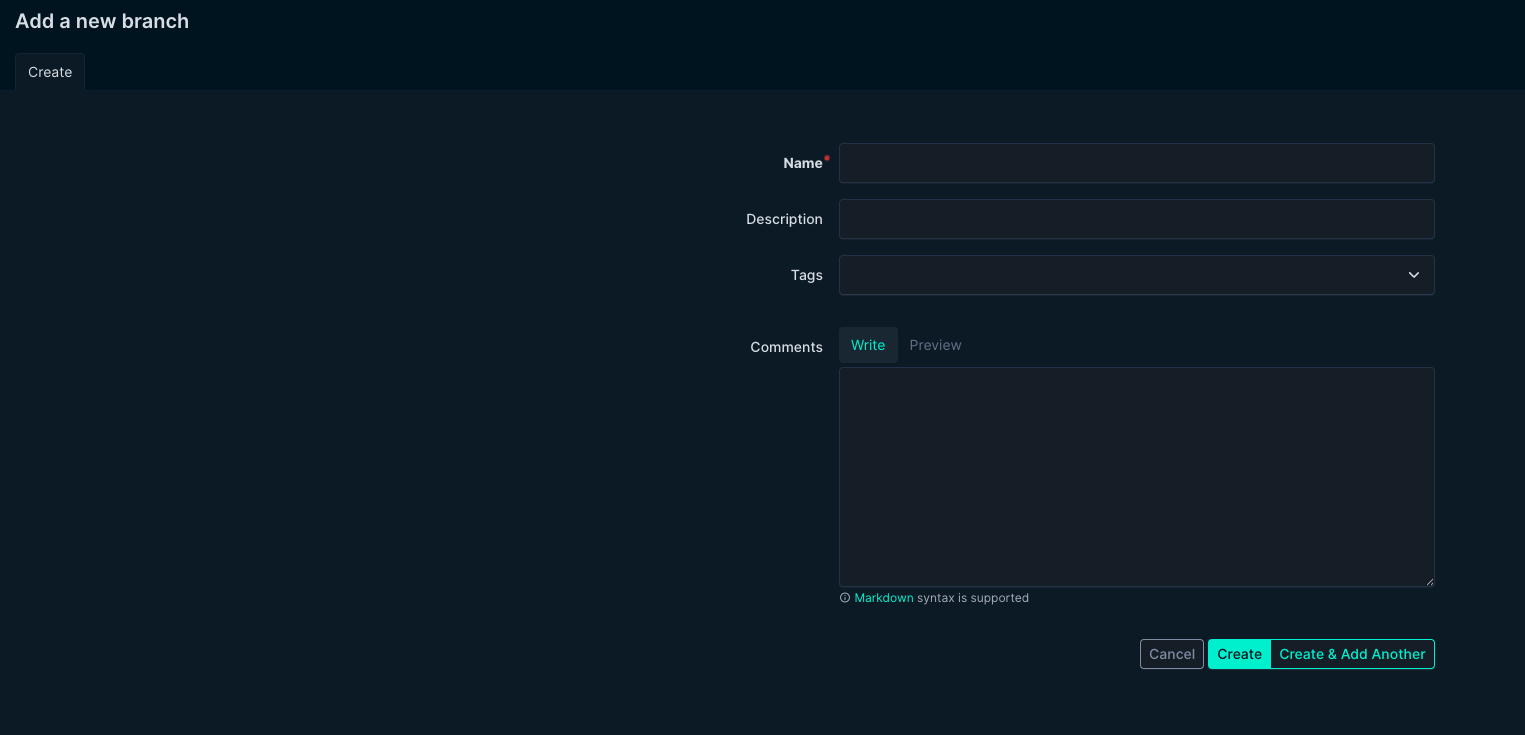 Add a new branch
Create
Name*
Description
Tags
Comments
Write Preview
Markdown syntax is supported
Cancel Create Create & Add Another